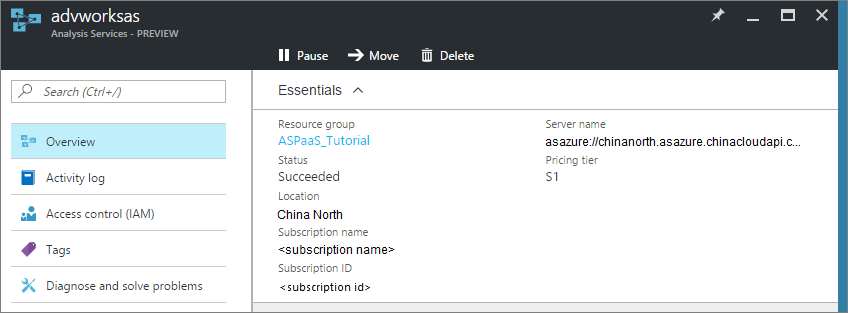 advworksas
Analysis Services - PREVIEW
Pause
Move
Delete
Search (Ctrl+/)
Overview
Activity log
Access control (IAM)
Tags
Diagnose and solve problems
Essentials
Resource group
ASPaaS_Tutorial
Status
Succeeded
Location
China North
Subscription name
<subscription name>
Subscription ID
<subscription id>
Server name
asazure://chinanorth.asazure.chinacloudapi.c...
Pricing tier
S1